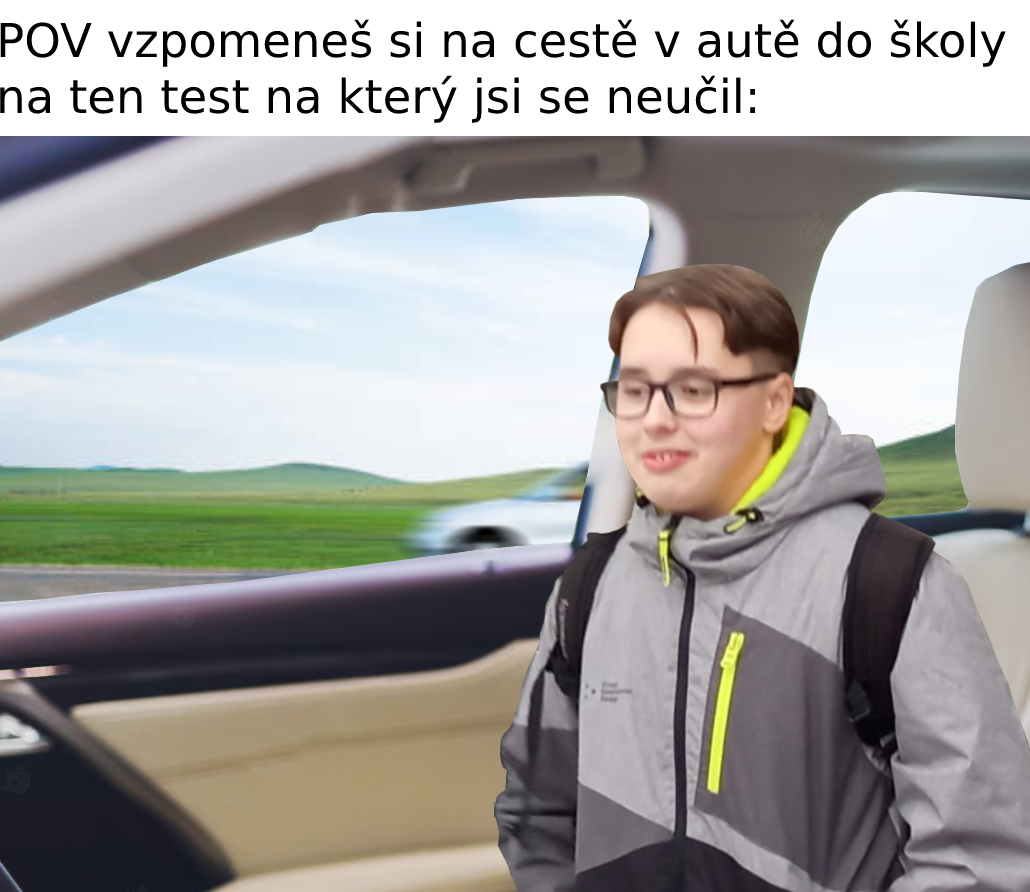 POV vzpomeneš si na cestě v autě do školy
na ten test na který jsi se neučil: